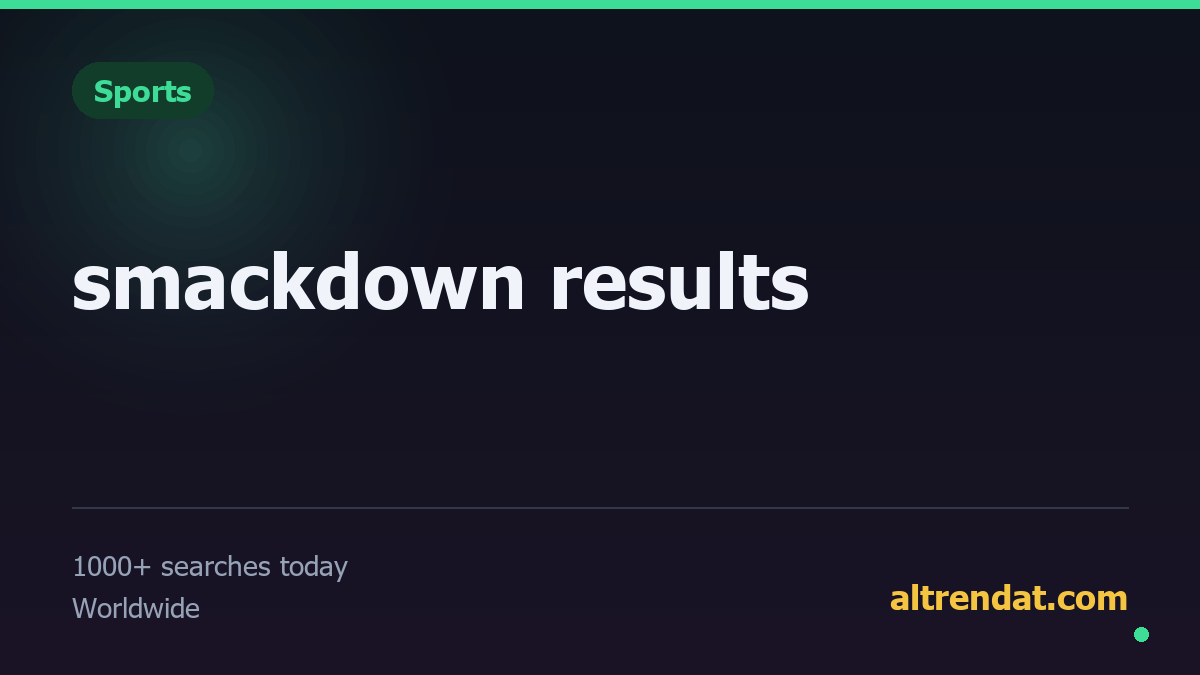 Sports
smackdown results
1000+ searches today
Worldwide
altrendat.com